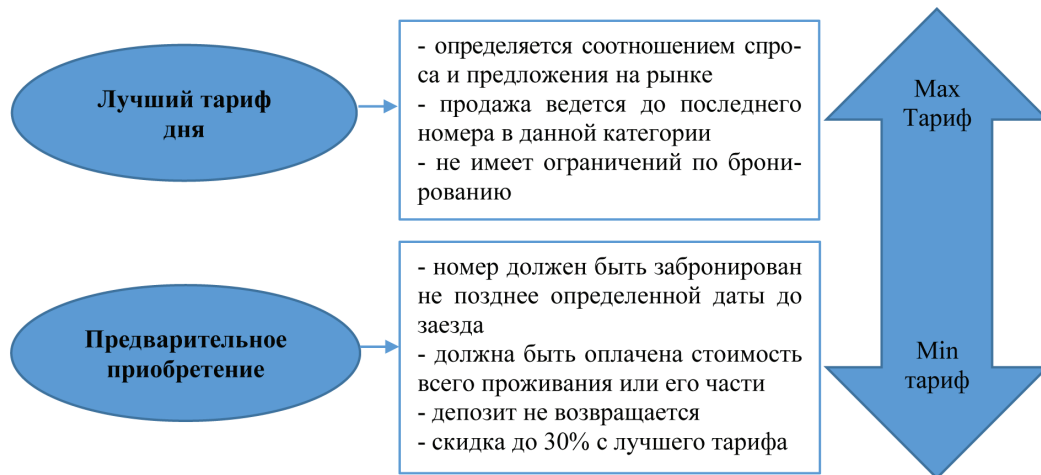 Лучший тариф
дня
- определяется соотношением спро-
са и предложения на рынке
- продажа ведется до последнего
номера в данной категории
- не имеет ограничений по брони-
рованию
Max
Тариф
Предварительное
приобретение
- номер должен быть забронирован
не позднее определенной даты до
заезда
- должна быть оплачена стоимость
всего проживания или его части
- депозит не возвращается
- скидка до 30% с лучшего тарифа
Min
тариф